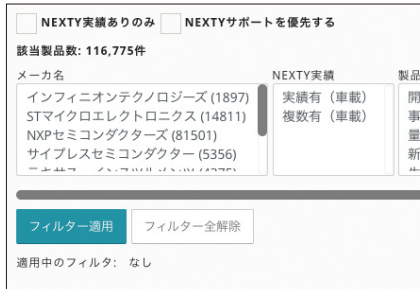 NEXTY実績ありのみ NEXTYサポートを優先する
該当製品数: 116,775件
メーカ名 NEXTY実績 製品
インフィニオンテクノロジーズ (1897) 実績有（車載） 開
STマイクロエレクトロニクス (14811) 複数有（車載） 事
NXPセミコンダクターズ (81501) 量
サイプレスセミコンダクター (5356) 新
フィルター適用 フィルター全解除
適用中のフィルタ: なし